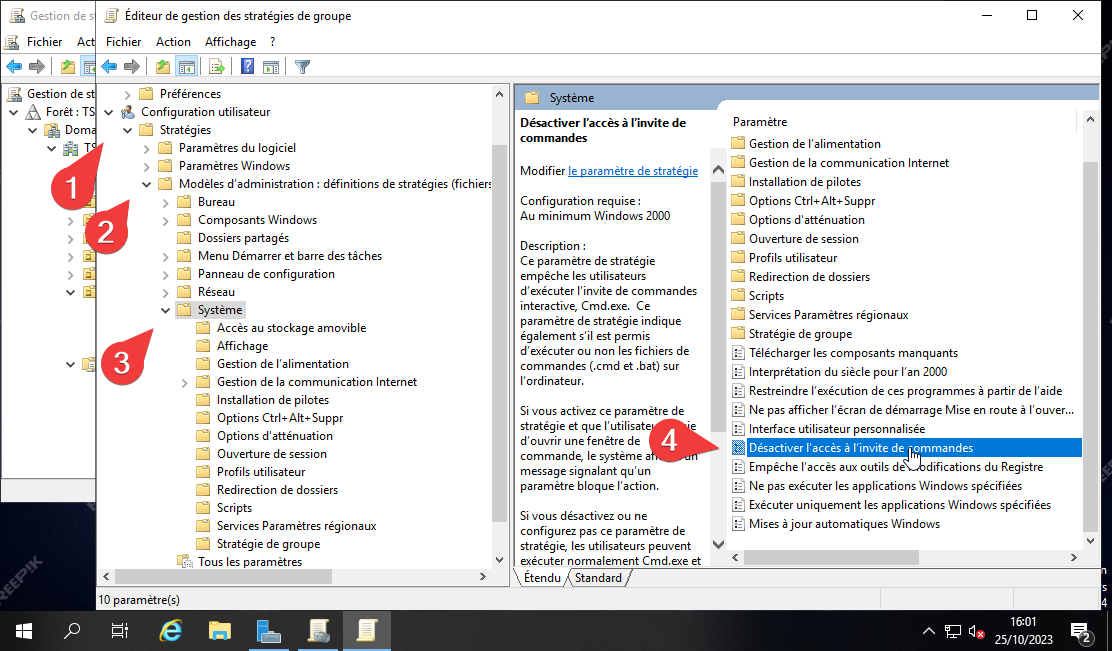 Gestion de s
Éditeur de gestion des stratégies de groupe
Fichier Act
Fichier Action Affichage ?
Gestion de st
Forêt : TS
Doma
TS
Préférences
Configuration utilisateur
Stratégies
Paramètres du logiciel
Paramètres Windows
Modèles d'administration : définitions de stratégies (fichiers
Bureau
Composants Windows
Dossiers partagés
Menu Démarrer et barre des tâches
Panneau de configuration
Réseau
Système
Accès au stockage amovible
Affichage
Gestion de l'alimentation
Gestion de la communication Internet
Installation de pilotes
Options Ctrl+Alt+Suppr
Options d'atténuation
Ouverture de session
Profils utilisateur
Redirection de dossiers
Scripts
Services Paramètres régionaux
Stratégie de groupe
Tous les paramètres
1
2
3
4
Système
Désactiver l'accès à l'invite de
commandes
Modifier le paramètre de stratégie
Configuration requise :
Au minimum Windows 2000
Description :
Ce paramètre de stratégie
empêche les utilisateurs
d'exécuter l'invite de commandes
interactive, Cmd.exe. Ce
paramètre de stratégie indique
également s'il est permis
d'exécuter ou non les fichiers de
commandes (.cmd et .bat) sur
l'ordinateur.
Si vous activez ce paramètre de
stratégie et que l'utilisateur
d'ouvrir une fenêtre de
commande, le système un
message signalant qu'un
paramètre bloque l'action.
Si vous désactivez ou ne
configurez pas ce paramètre de
stratégie, les utilisateurs peuvent
exécuter normalement Cmd.exe et
Paramètre
Gestion de l'alimentation
Gestion de la communication Internet
Installation de pilotes
Options Ctrl+Alt+Suppr
Options d'atténuation
Ouverture de session
Profils utilisateur
Redirection de dossiers
Scripts
Services Paramètres régionaux
Stratégie de groupe
Télécharger les composants manquants
Interprétation du siècle pour l'an 2000
Restreindre l'exécution de ces programmes à partir de l'aide
Ne pas afficher l'écran de démarrage Mise en route à l'ouver...
Interface utilisateur personnalisée
Désactiver l'accès à l'invite de commandes
Empêche l'accès aux outils de modifications du Registre
Ne pas exécuter les applications Windows spécifiées
Exécuter uniquement les applications Windows spécifiées
Mises à jour automatiques Windows
Étendu Standard
10 paramètre(s)
REEPIK
16:01
25/10/2023
2